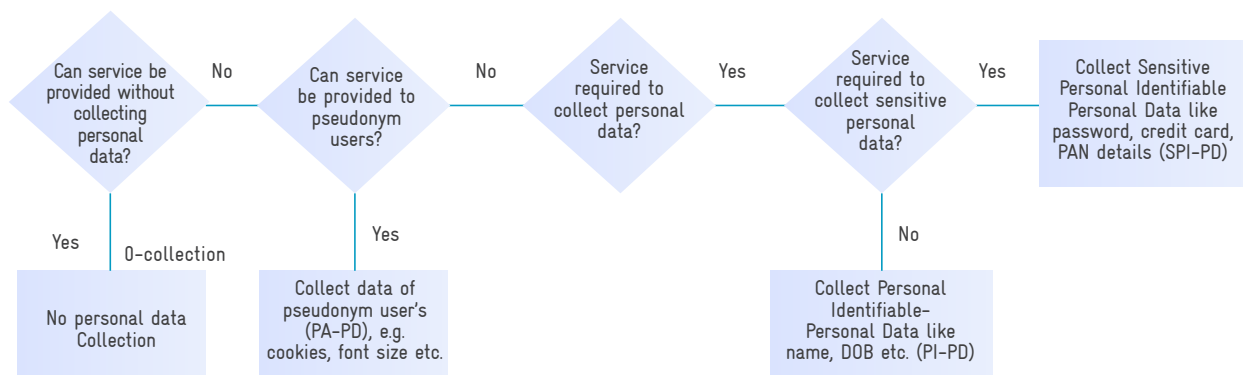 Can service be
provided without
collecting
personal
data?
No
Can service
be provided to
pseudonym
users?
No
Service
required to
collect personal
data?
Yes
Service
required to
collect sensitive
personal
data?
Yes
Collect Sensitive
Personal Identifiable
Personal Data like
password, credit card,
PAN details (SPI-PD)
Yes
0-collection
Yes
No
No personal data
Collection
Collect data of
pseudonym user's
(PA-PD), e.g.
cookies, font size etc.
Collect Personal
Identifiable-
Personal Data like
name, DOB etc. (PI-PD)